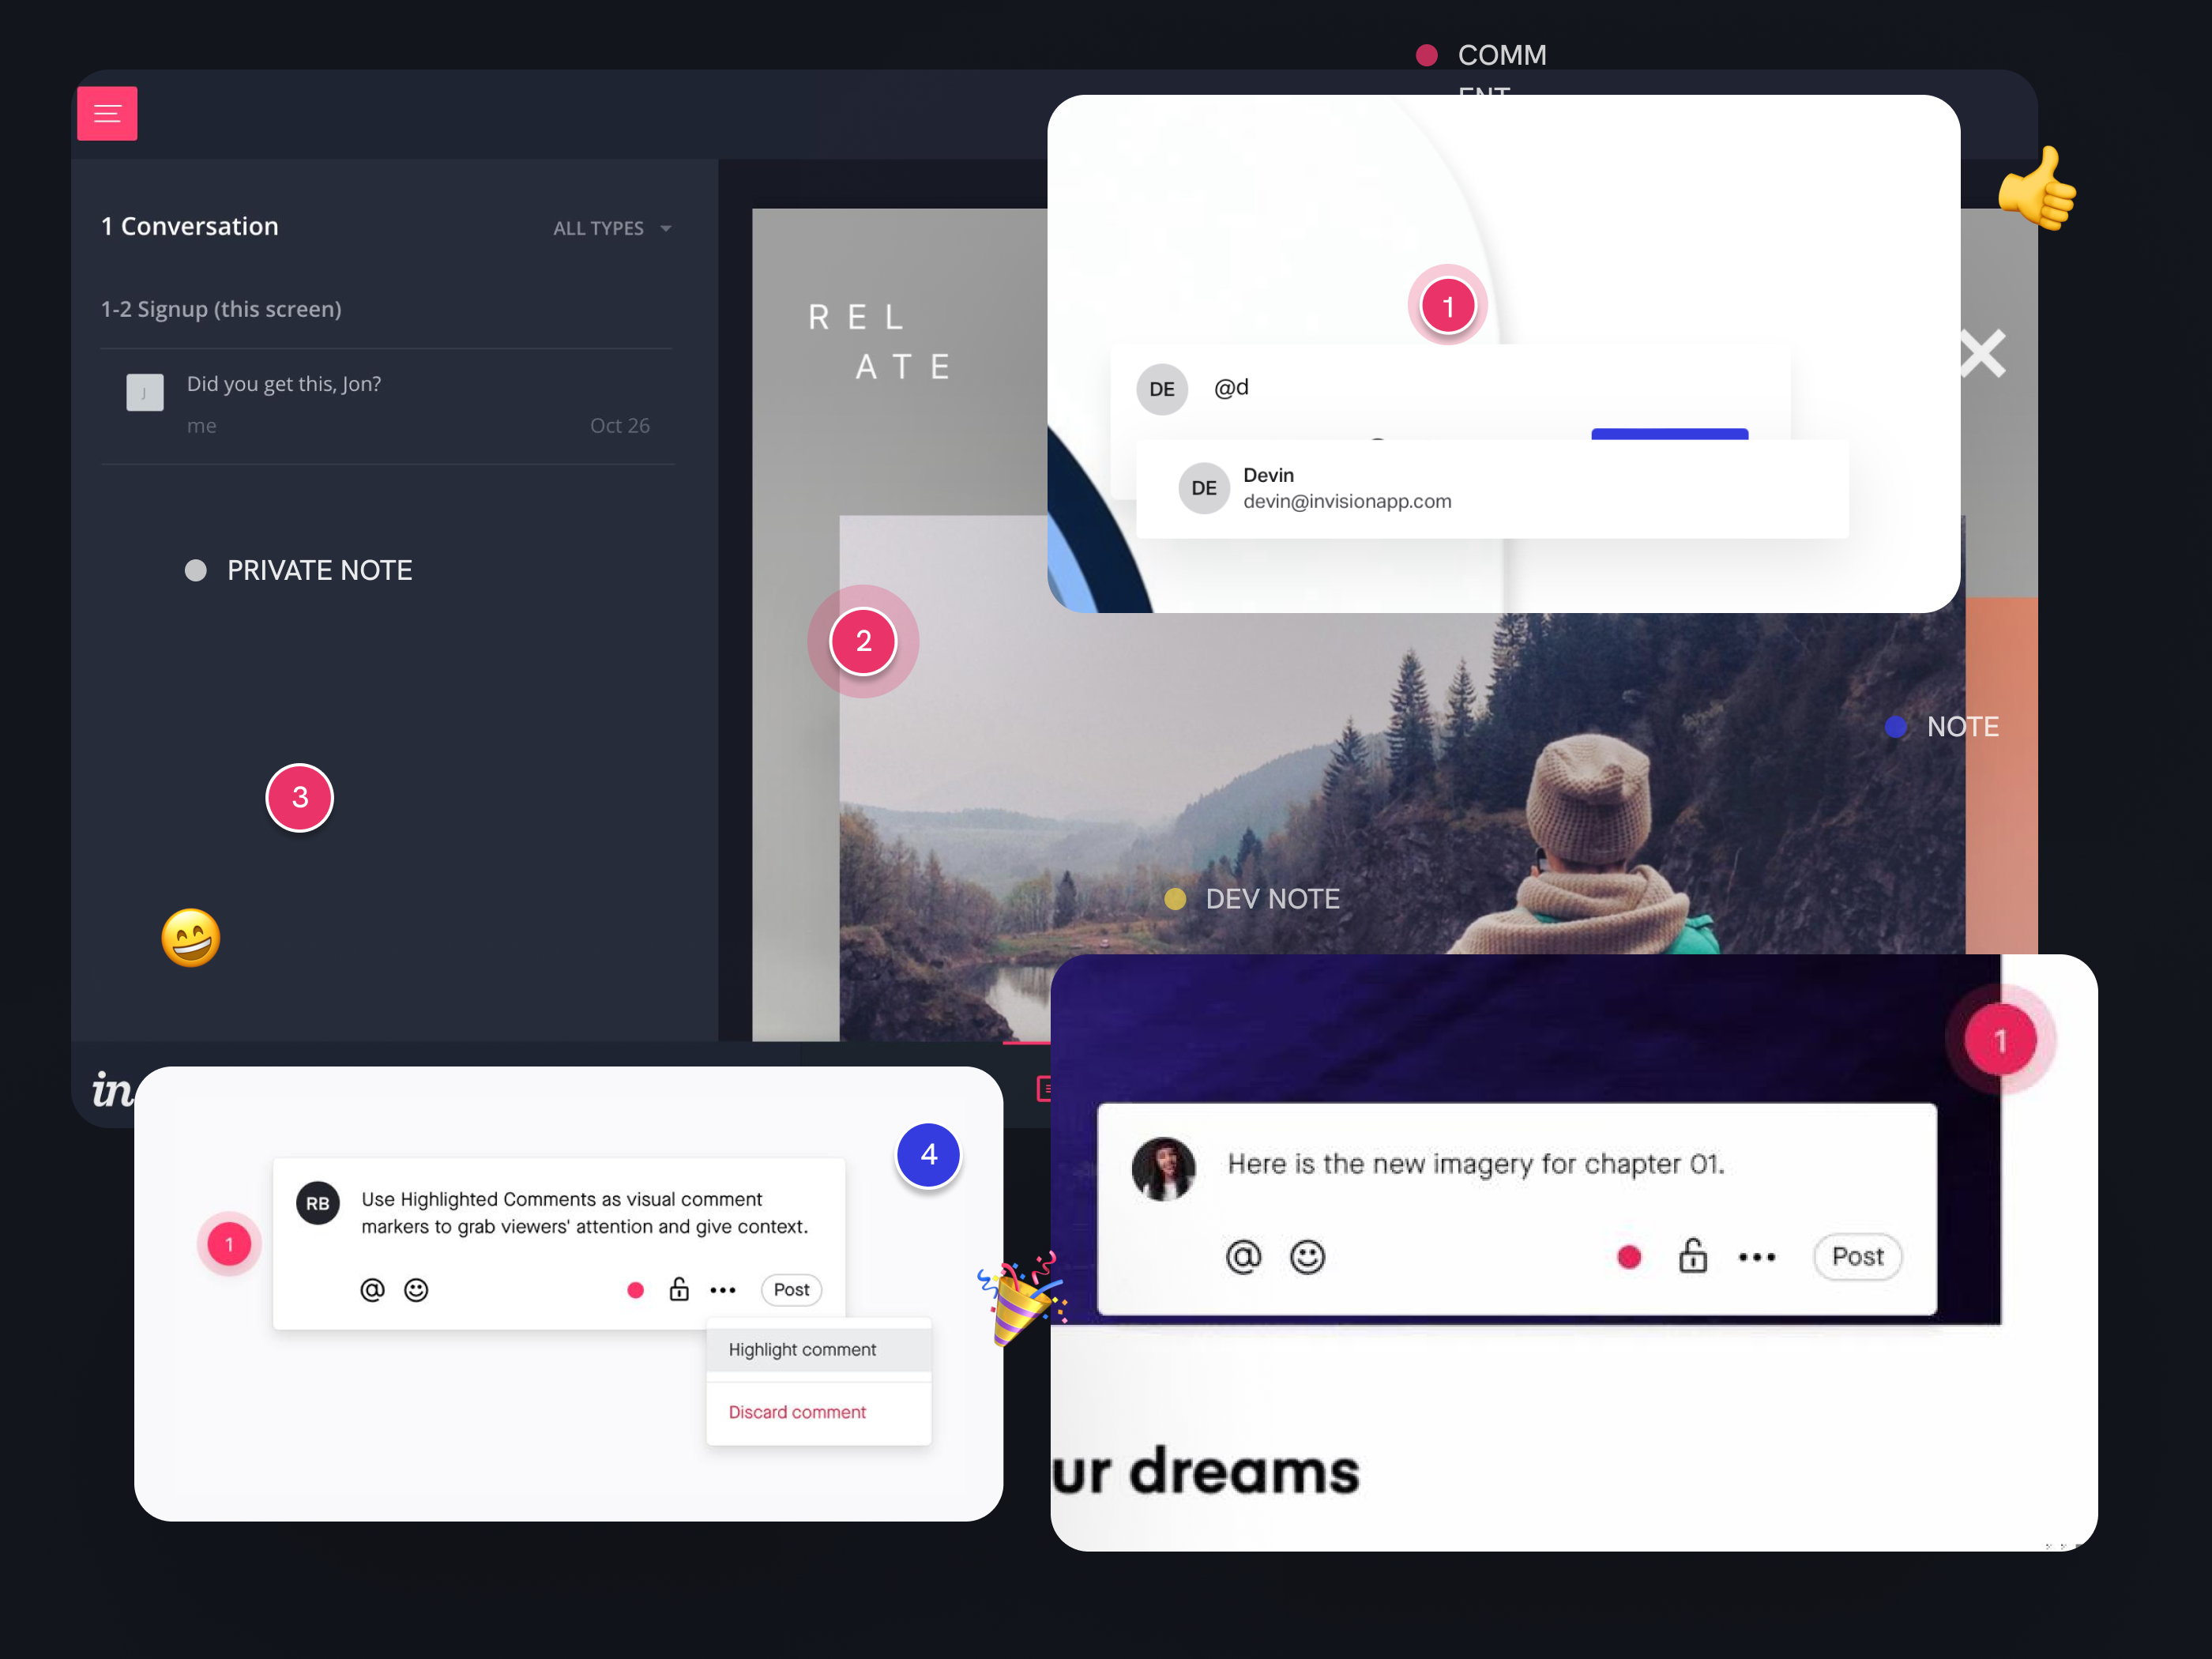 COMM
ENT
1 Conversation
ALL TYPES
1-2 Signup (this screen)
J
Did you get this, Jon?
me
Oct 26
PRIVATE NOTE
3
in
REL
ATE
1
DE
@d
DE
Devin
devin@invisionapp.com
2
NOTE
DEV NOTE
4
1
RB
Use Highlighted Comments as visual comment
markers to grab viewers' attention and give context.
@
Post
Highlight comment
Discard comment
1
Here is the new imagery for chapter 01.
@
Post
ur dreams